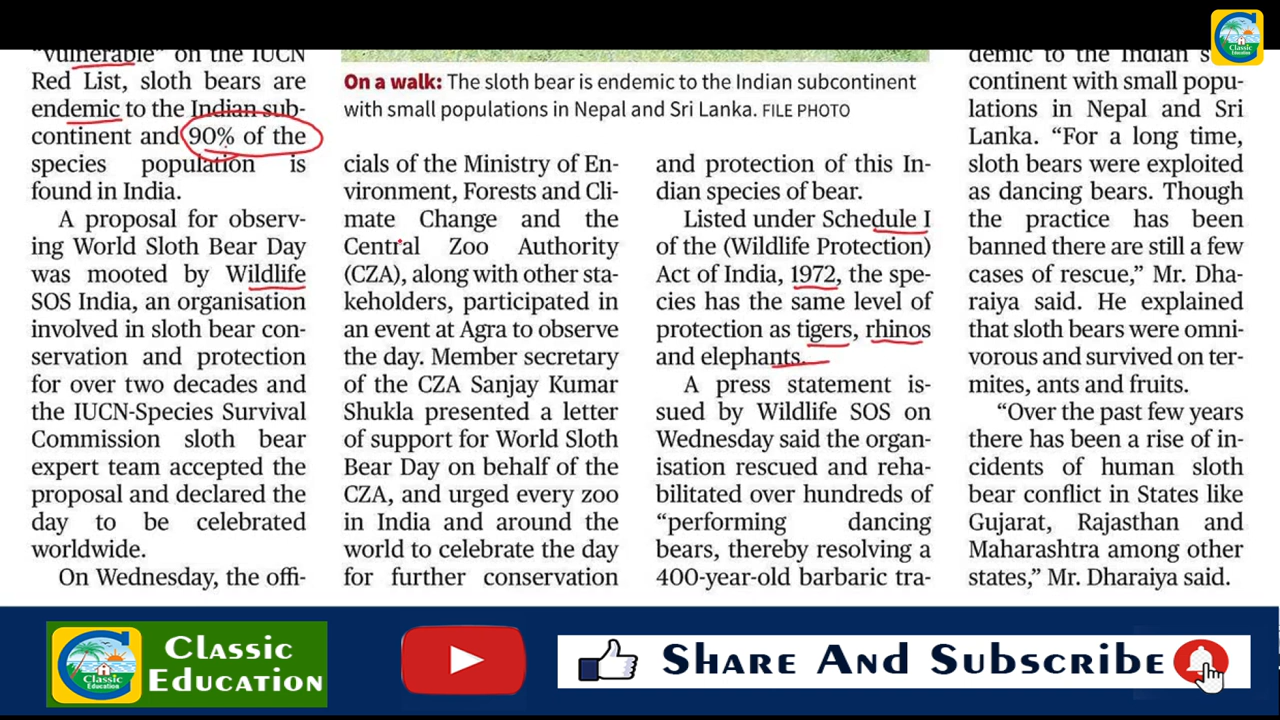 "vulnerable" on the IUCN
Red List, sloth bears are
endemic to the Indian sub-
continent and 90% of the
species population is
found in India.
A proposal for observ-
ing World Sloth Bear Day
was mooted by Wildlife
SOS India, an organisation
involved in sloth bear con-
servation and protection
for over two decades and
the IUCN-Species Survival
Commission sloth bear
expert team accepted the
proposal and declared the
day to be celebrated
worldwide.
On Wednesday, the offi-
On a walk: The sloth bear is endemic to the Indian subcontinent
with small populations in Nepal and Sri Lanka. FILE PHOTO
cials of the Ministry of En-
vironment, Forests and Cli-
mate Change and the
Central Zoo Authority
(CZA), along with other sta-
keholders, participated in
an event at Agra to observe
the day. Member secretary
of the CZA Sanjay Kumar
Shukla presented a letter
of support for World Sloth
Bear Day on behalf of the
CZA, and urged every zoo
in India and around the
world to celebrate the day
for further conservation
and protection of this In-
dian species of bear.
Listed under Schedule I
of the (Wildlife Protection)
Act of India, 1972, the spe-
cies has the same level of
protection as tigers, rhinos
and elephants.
A press statement is-
sued by Wildlife SOS on
Wednesday said the organ-
isation rescued and reha-
bilitated over hundreds of
"performing dancing
bears, thereby resolving a
400-year-old barbaric tra-
demic to the Indian
continent with small popu-
lations in Nepal and Sri
Lanka. "For a long time,
sloth bears were exploited
as dancing bears. Though
the practice has been
banned there are still a few
cases of rescue," Mr. Dha-
raiya said. He explained
that sloth bears were omni-
vorous and survived on ter-
mites, ants and fruits.
"Over the past few years
there has been a rise of in-
cidents of human sloth
bear conflict in States like
Gujarat, Rajasthan and
Maharashtra among other
states," Mr. Dharaiya said.
Classic
Education
Classic
Education
Classic
Education
Share And Subscribe